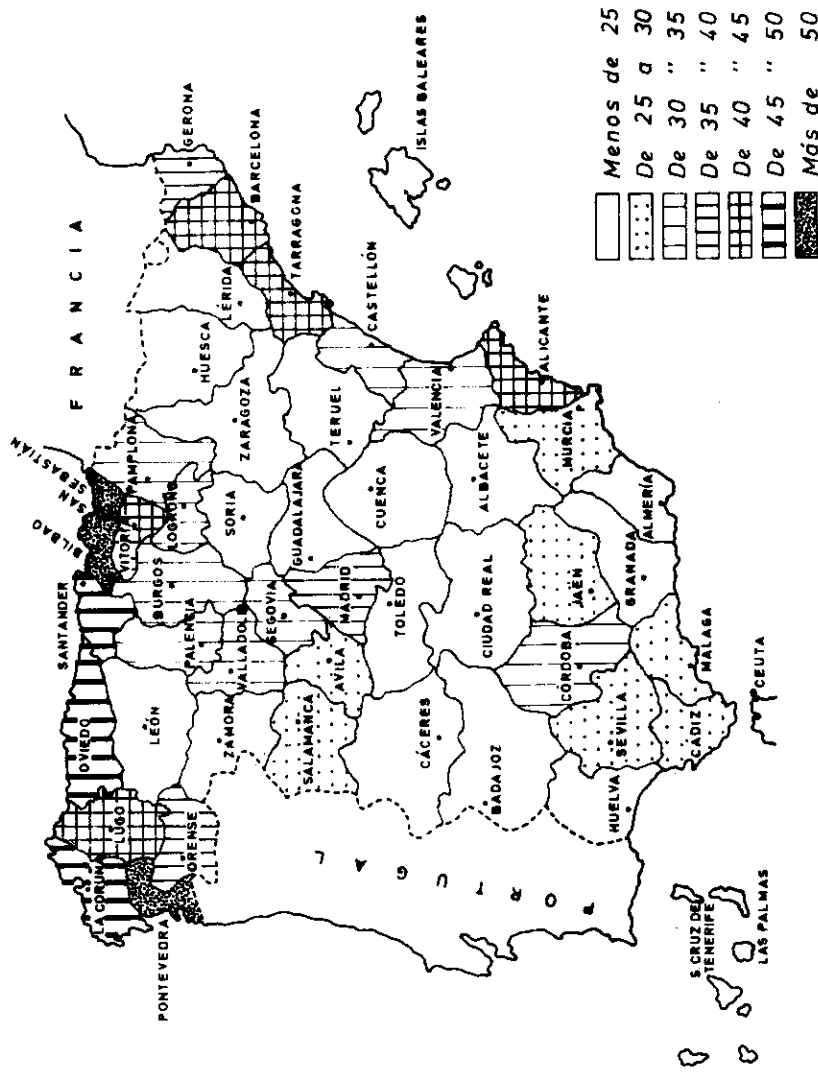 F R A N C I A
SANTANDER
BILBAO
SAN
SEBASTIÁN
LA CORUÑA
LUGO
OVIEDO
PONTEVEDRA
ORENSE
LEÓN
PALENCIA
BURGOS
VITORIA
PAMPLONA
LOGROÑO
HUESCA
LÉRIDA
GERONA
BARCELONA
TARRAGONA
ZAMORA
VALLADOLID
SORIA
ZARAGOZA
SEGOVIA
SALAMANCA
AVILA
MADRID
GUADALAJARA
TERUEL
CASTELLÓN
ISLAS BALEARES
P O R T U G A L
CÁCERES
TOLEDO
CUENCA
VALENCIA
BADAJOZ
CIUDAD REAL
ALBACETE
ALICANTE
HUELVA
SEVILLA
CÓRDOBA
JAÉN
MURCIA
CÁDIZ
MÁLAGA
GRANADA
ALMERÍA
CEUTA
S. CRUZ DE
TENERIFE
LAS PALMAS
Menos de 25
De 25 a 30
De 30 " 35
De 35 " 40
De 40 " 45
De 45 " 50
Más de 50